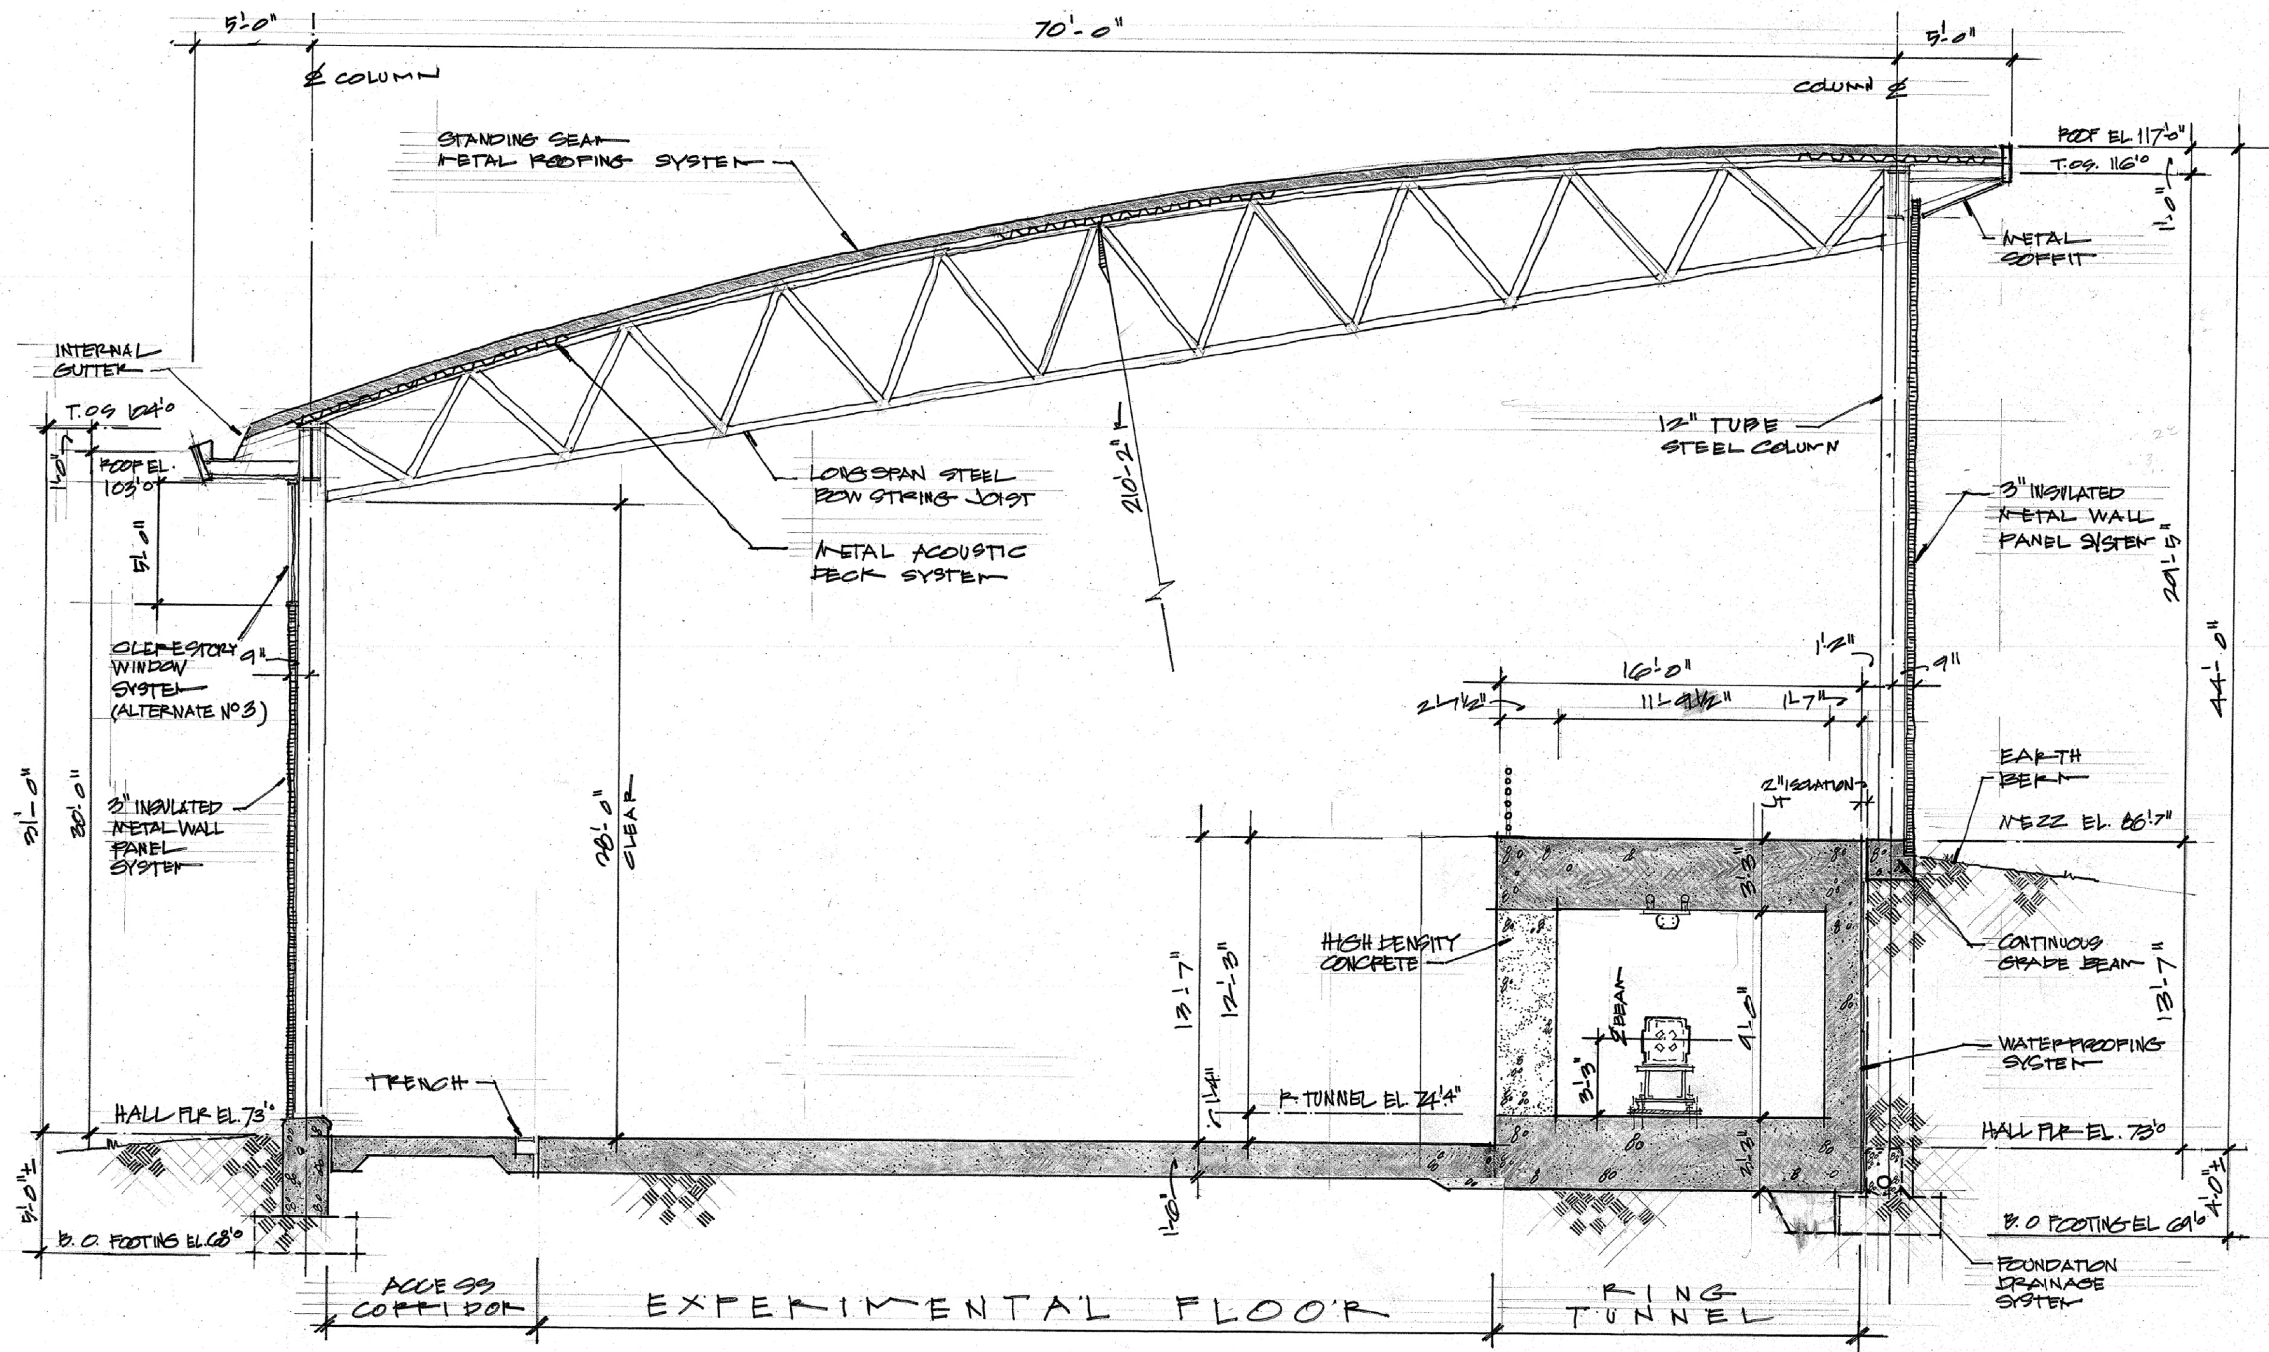 5'-0"
70'-0"
5'-0"
℄ COLUMN
COLUMN ℄
STANDING SEAM
METAL ROOFING SYSTEM
ROOF EL. 117'0"
T.OS. 116'0
1'-0"
METAL
SOFFIT
INTERNAL
GUTTER
T.OS 104'0
1'-0"
ROOF EL.
103'0
5'-0"
LONG SPAN STEEL
BOW STRING JOIST
METAL ACOUSTIC
DECK SYSTEM
210'-2" R
12" TUBE
STEEL COLUMN
3" INSULATED
METAL WALL
PANEL SYSTEM
29'-5"
44'-0"
CLERESTORY
WINDOW
SYSTEM
(ALTERNATE Nº 3)
9"
31'-0"
30'-0"
3" INSULATED
METAL WALL
PANEL
SYSTEM
28'-0"
CLEAR
16'-0"
1'-2"
9"
2'-7 1/2"
11'-9 1/2"
1'-7"
2" ISOLATION
EARTH
BERM
MEZZ EL. 86'-7"
3'-3"
HIGH DENSITY
CONCRETE
13'-7"
12'-3"
℄ BEAM
9'-0"
3'-3"
CONTINUOUS
GRADE BEAM
13'-7"
WATERPROOFING
SYSTEM
TRENCH
HALL FLR EL. 73'0
1'-4"
R. TUNNEL EL. 74'4"
HALL FLR EL. 73'0
3'-3"
5'-0"±
B. O. FOOTING EL. 68'0
1'-6"
4'-0"±
B. O FOOTING EL 69'0
FOUNDATION
DRAINAGE
SYSTEM
ACCESS
CORRIDOR
EXPERIMENTAL FLOOR
RING
TUNNEL